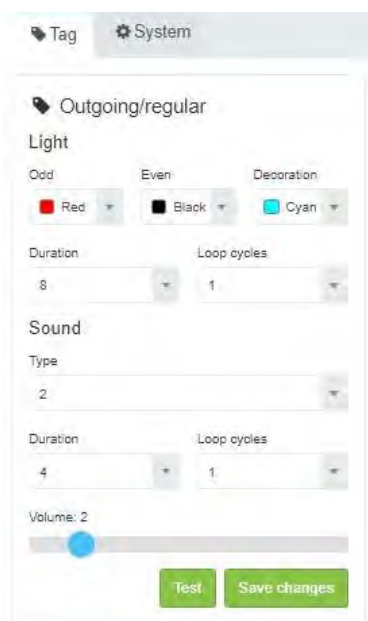 Tag System
Outgoing/regular
Light
Odd Even Decoration
Red Black Cyan
Duration Loop cycles
8 1
Sound
Type
2
Duration Loop cycles
4 1
Volume: 2
Test Save changes